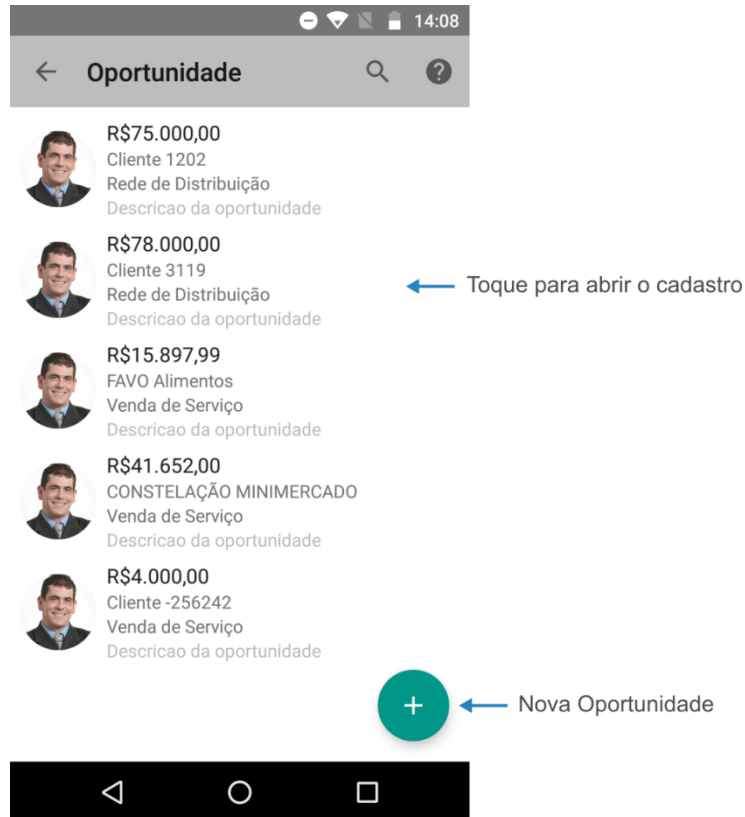 14:08
Oportunidade
R$75.000,00
Cliente 1202
Rede de Distribuição
Descricao da oportunidade
R$78.000,00
Cliente 3119
Rede de Distribuição
Descricao da oportunidade
Toque para abrir o cadastro
R$15.897,99
FAVO Alimentos
Venda de Serviço
Descricao da oportunidade
R$41.652,00
CONSTELAÇÃO MINIMERCADO
Venda de Serviço
Descricao da oportunidade
R$4.000,00
Cliente -256242
Venda de Serviço
Descricao da oportunidade
Nova Oportunidade